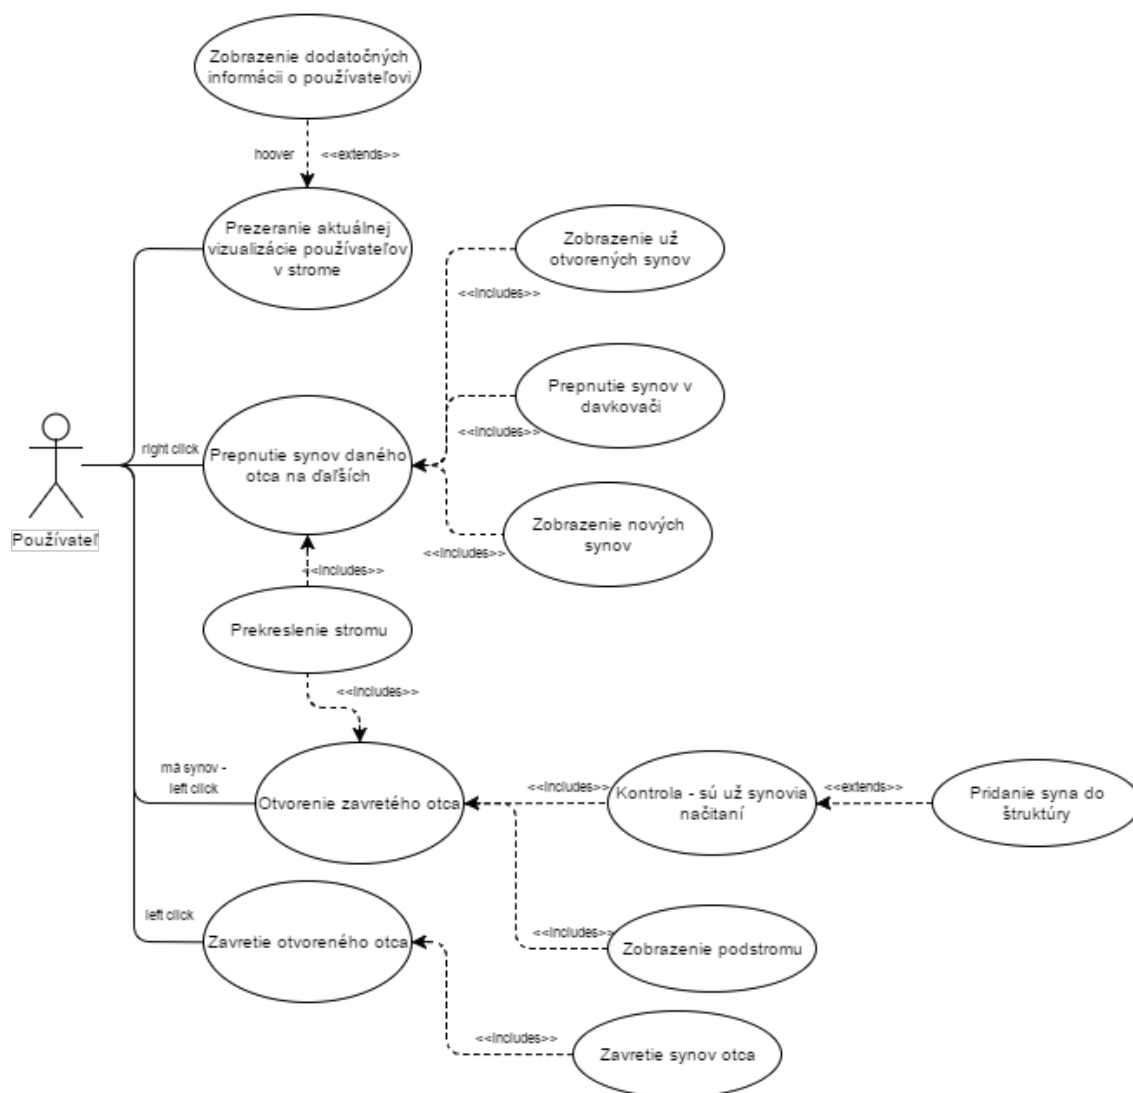 Zobrazenie dodatočných
informácii o používateľovi
hoover
<<extends>>
Prezeranie aktuálnej
vizualizácie používateľov
v strome
Zobrazenie už
otvorených synov
<<includes>>
Prepnutie synov v
davkovači
<<includes>>
right click
Prepnutie synov daného
otca na ďaľších
Zobrazenie nových
synov
<<includes>>
Používateľ
<<includes>>
Prekreslenie stromu
<<includes>>
má synov -
left click
Otvorenie zavretého otca
<<includes>>
Kontrola - sú už synovia
načitaní
<<extends>>
Pridanie syna do
štruktúry
left click
Zavretie otvoreného otca
<<includes>>
Zobrazenie podstromu
<<includes>>
Zavretie synov otca